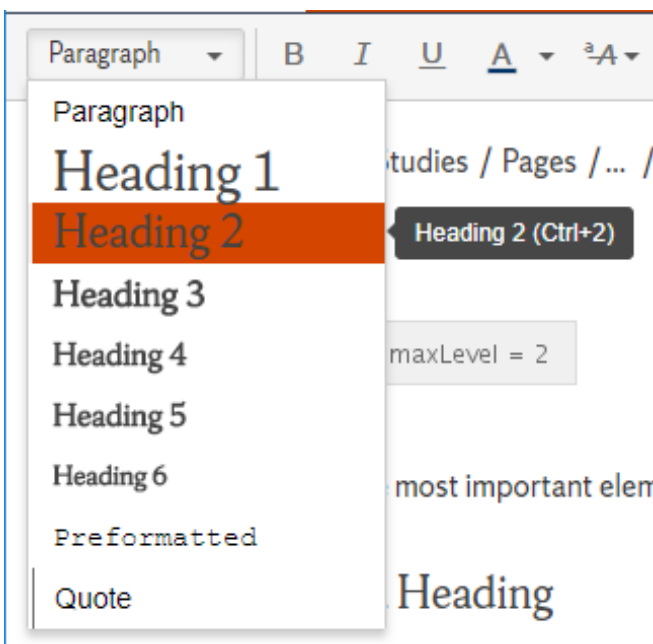 Paragraph B I U A ᵃA
Paragraph
Heading 1
tudies / Pages / ... /
Heading 2
Heading 2 (Ctrl+2)
Heading 3
Heading 4
maxLevel = 2
Heading 5
Heading 6
most important elem
Preformatted
Quote
Heading